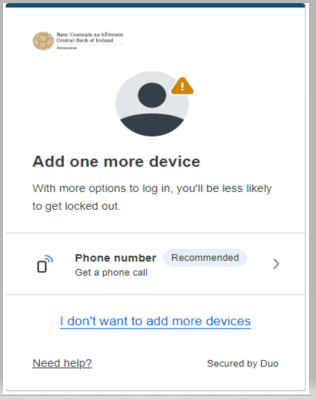 Banc Ceannais na hÉireann
Central Bank of Ireland
Eurosystem
Add one more device
With more options to log in, you'll be less likely
to get locked out.
Phone number Recommended
Get a phone call
I don't want to add more devices
Need help? Secured by Duo